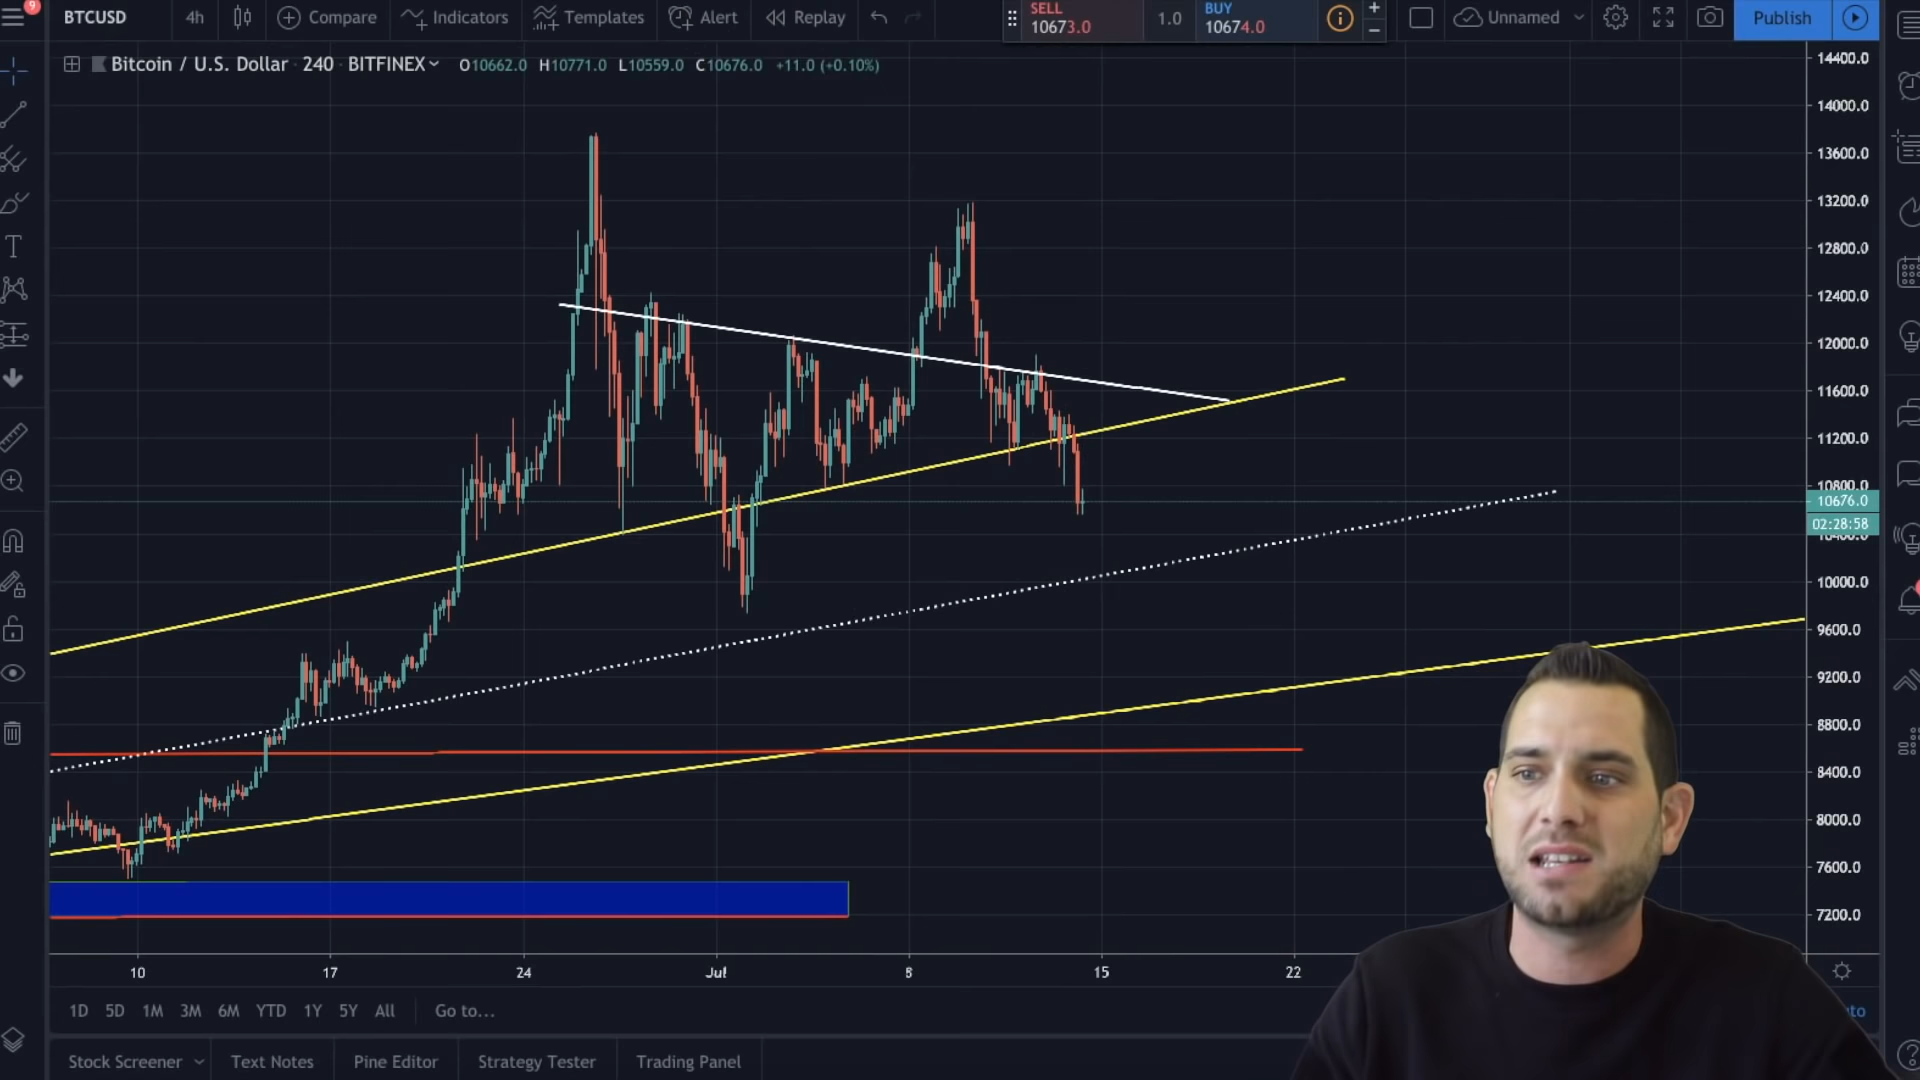 9
BTCUSD
4h
Compare
Indicators
Templates
Alert
Replay
SELL
10673.0
1.0
BUY
10674.0
Unnamed
Publish
Bitcoin / U.S. Dollar 240 BITFINEX
O10662.0 H10771.0 L10559.0 C10676.0 +11.0 (+0.10%)
14400.0
14000.0
13600.0
13200.0
12800.0
12400.0
12000.0
11600.0
11200.0
10800.0
10676.0
02:28:58
10400.0
10000.0
9600.0
9200.0
8800.0
8400.0
8000.0
7600.0
7200.0
10 17 24 Jul 8 15 22
1D 5D 1M 3M 6M YTD 1Y 5Y All Go to...
uto
Stock Screener Text Notes Pine Editor Strategy Tester Trading Panel